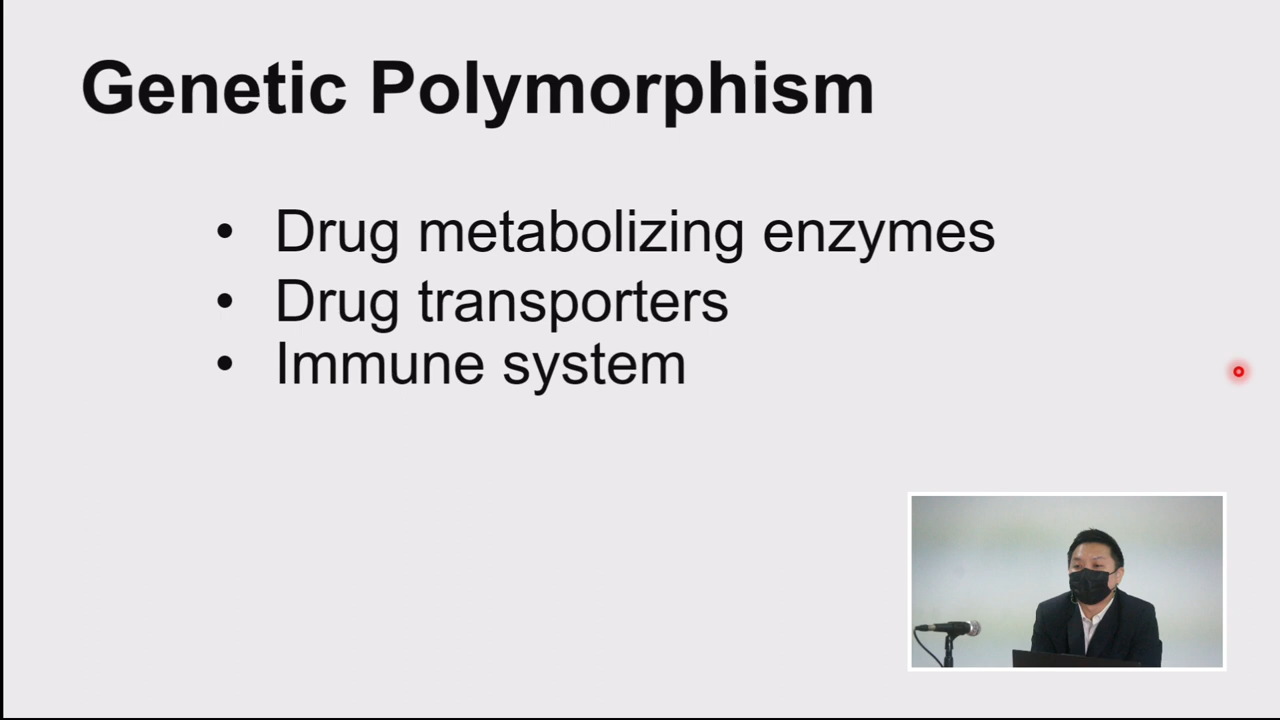 Genetic Polymorphism
• Drug metabolizing enzymes
• Drug transporters
• Immune system